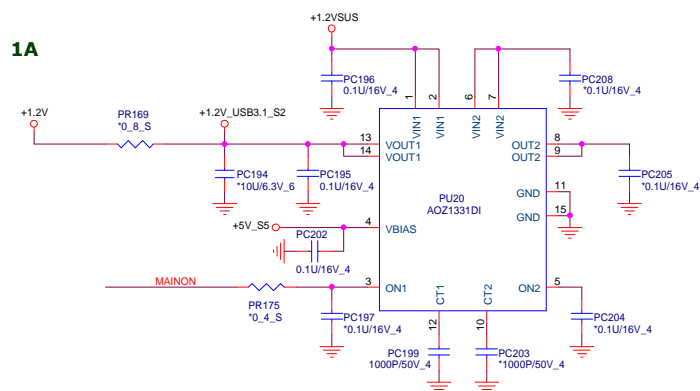 +1.2VSUS
1A
PC196
0.1U/16V_4
PC208
*0.1U/16V_4
1
2
6
7
VIN1
VIN1
VIN2
VIN2
+1.2V
PR169
*0_8_S
+1.2V_USB3.1_S2
13
14
VOUT1
VOUT1
8
9
OUT2
OUT2
PC194
*10U/6.3V_6
PC195
0.1U/16V_4
PC205
*0.1U/16V_4
PU20
AOZ1331DI
11
GND
15
GND
+5V_S5
4
VBIAS
PC202
0.1U/16V_4
MAINON
PR175
*0_4_S
3
ON1
5
ON2
PC197
*0.1U/16V_4
PC204
*0.1U/16V_4
CT1
CT2
12
10
PC199
1000P/50V_4
PC203
*1000P/50V_4